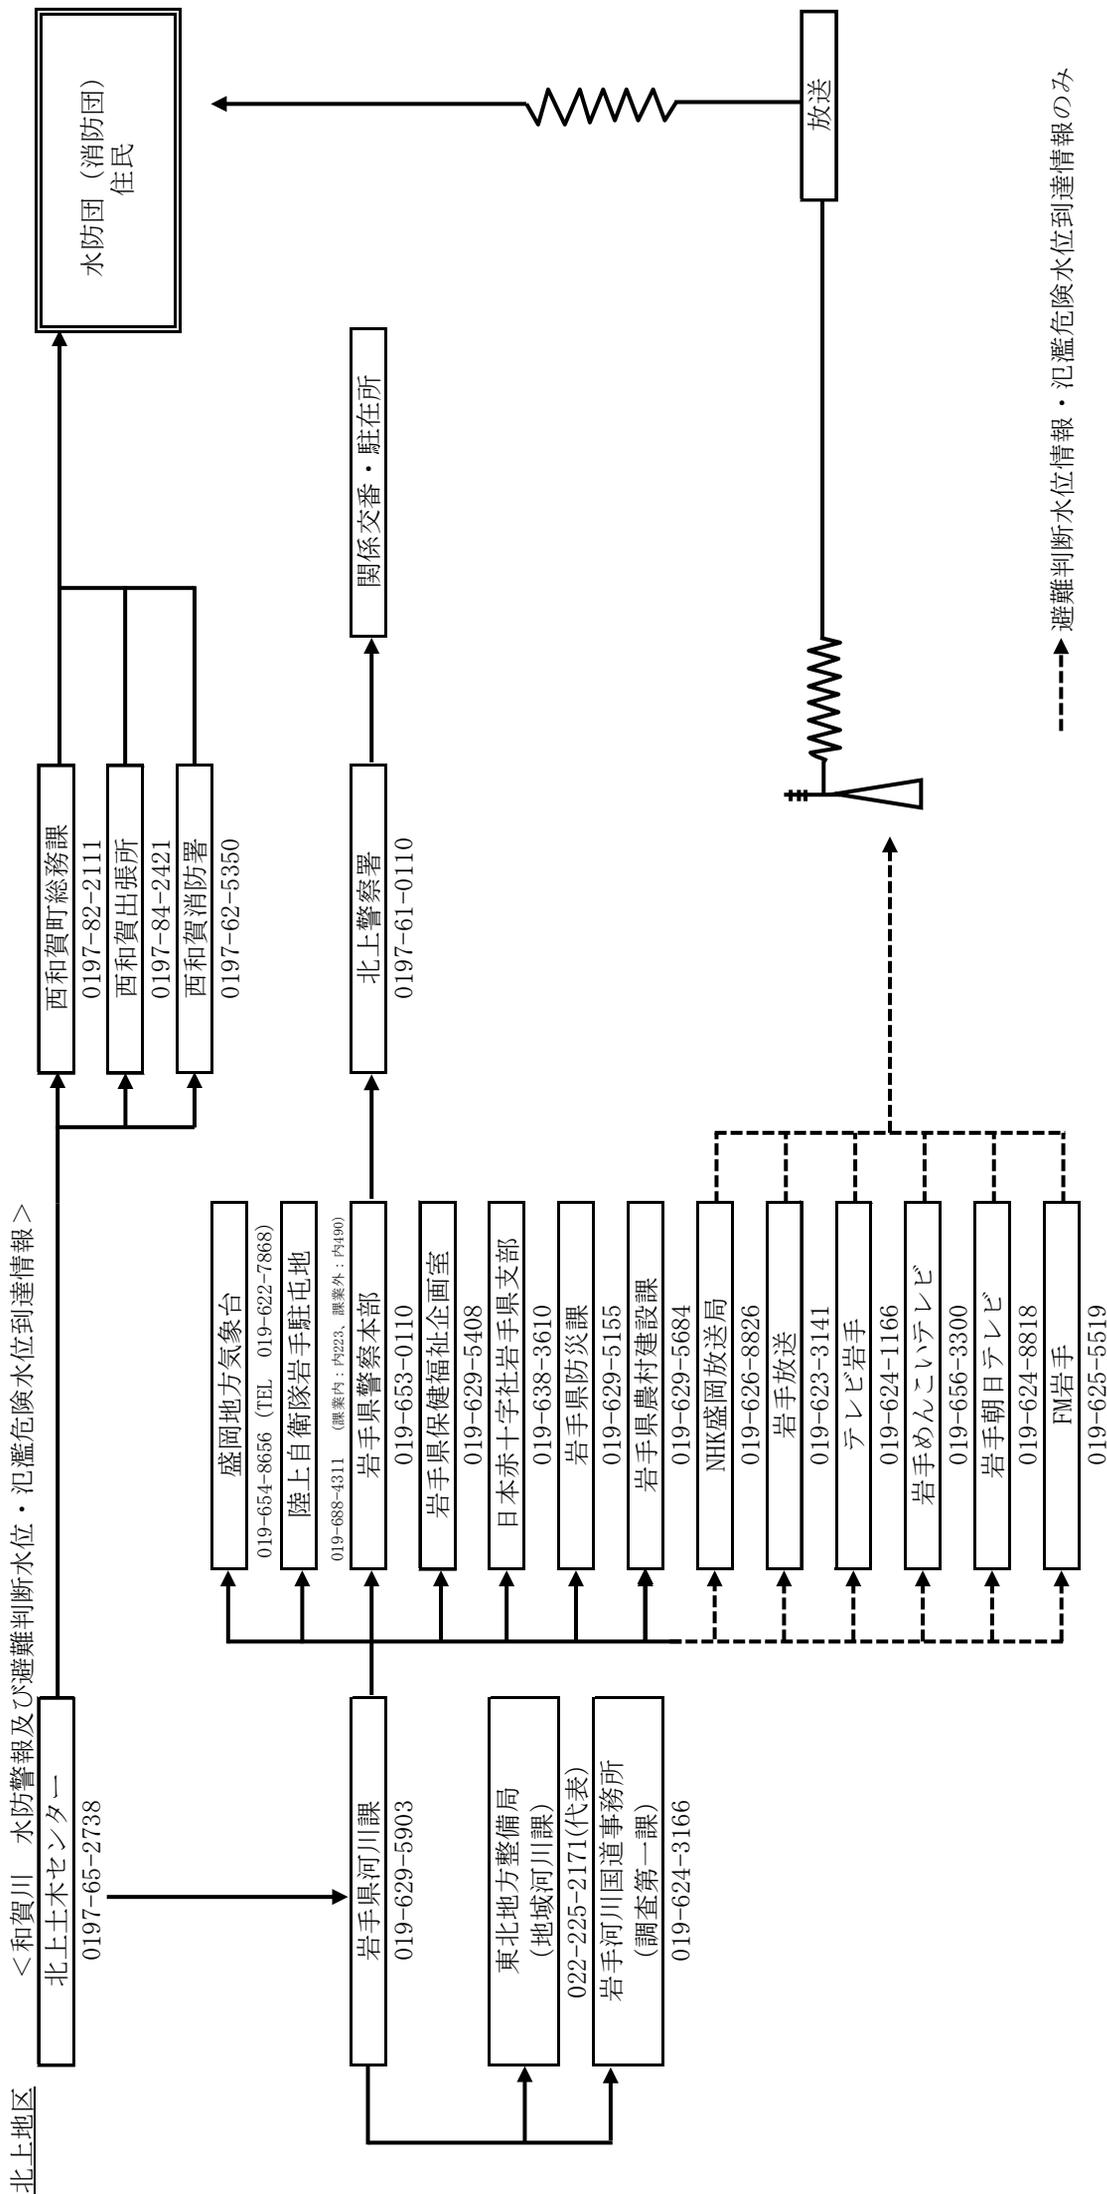 北上地区
＜和賀川　水防警報及び避難判断水位・氾濫危険水位到達情報＞
北上土木センター
0197-65-2738
岩手県河川課
019-629-5903
東北地方整備局
(地域河川課)
022-225-2171(代表)
岩手河川国道事務所
(調査第一課)
019-624-3166
盛岡地方気象台
019-654-8656 (TEL　019-622-7868)
陸上自衛隊岩手駐屯地
019-688-4311　(課業内：内223、課業外：内490)
岩手県警察本部
019-653-0110
岩手県保健福祉企画室
019-629-5408
日本赤十字社岩手県支部
019-638-3610
岩手県防災課
019-629-5155
岩手県農村建設課
019-629-5684
NHK盛岡放送局
019-626-8826
岩手放送
019-623-3141
テレビ岩手
019-624-1166
岩手めんこいテレビ
019-656-3300
岩手朝日テレビ
019-624-8818
FM岩手
019-625-5519
西和賀町総務課
0197-82-2111
西和賀出張所
0197-84-2421
西和賀消防署
0197-62-5350
北上警察署
0197-61-0110
関係交番・駐在所
水防団（消防団）
住民
放送
避難判断水位情報・氾濫危険水位到達情報のみ